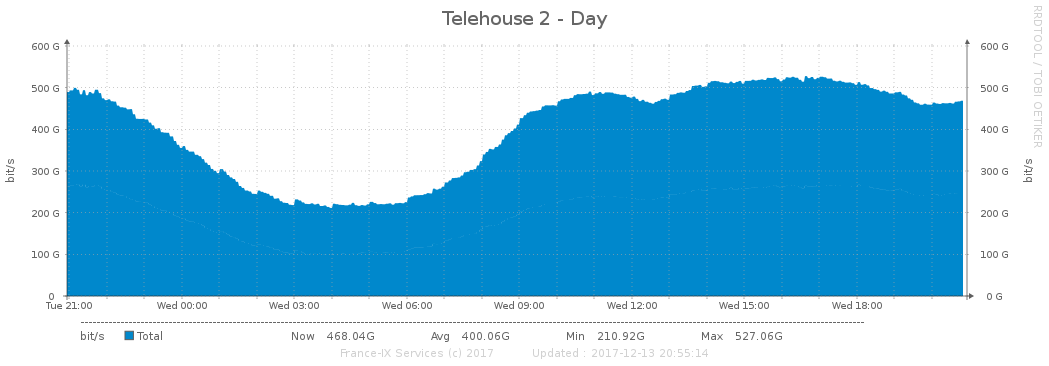 Telehouse 2 - Day
RRDTOOL / TOBI OETIKER
bit/s
600 G 600 G
500 G 500 G
400 G 400 G
300 G 300 G
200 G 200 G
100 G 100 G
0 0 G
bit/s
Tue 21:00 Wed 00:00 Wed 03:00 Wed 06:00 Wed 09:00 Wed 12:00 Wed 15:00 Wed 18:00
bit/s Total Now 468.04G Avg 400.06G Min 210.92G Max 527.06G
France-IX Services (c) 2017 Updated : 2017-12-13 20:55:14